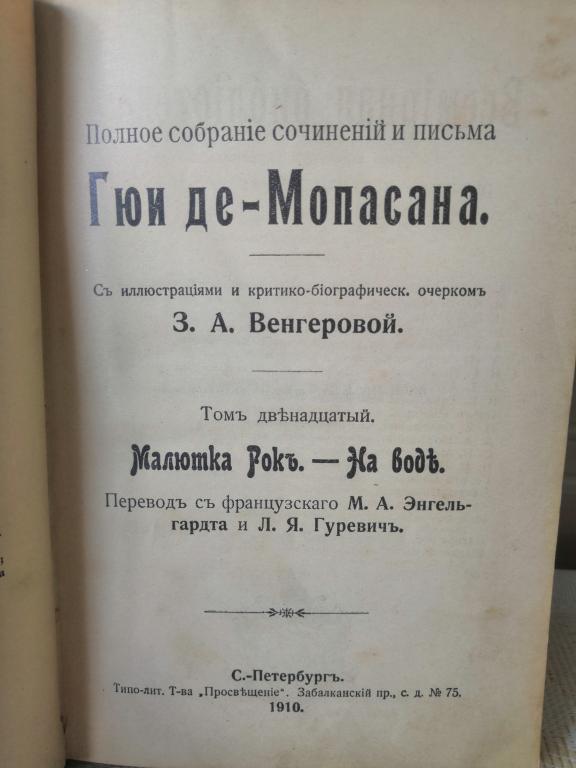 Полное собраніе сочиненій и письма
Гюи де-Мопасана.
Съ иллюстраціями и критико-біографическ. очеркомъ
З. А. Венгеровой.
Томъ двѣнадцатый.
Малютка Рокъ. — На водѣ.
Переводъ съ французскаго М. А. Энгель-
гардта и Л. Я. Гуревичъ.
С.-Петербургъ.
Типо-лит. Т-ва „Просвѣщеніе“. Забалканскій пр., с. д. № 75.
1910.